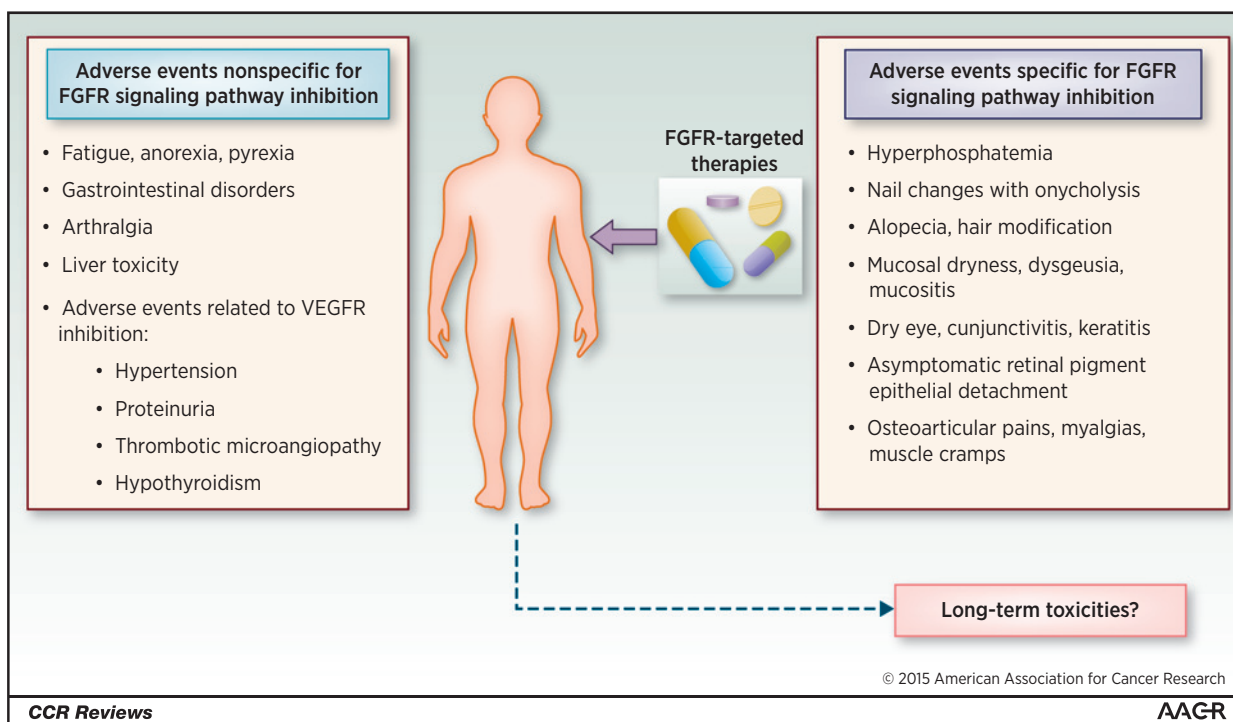 Adverse events nonspecific for
FGFR signaling pathway inhibition
• Fatigue, anorexia, pyrexia
• Gastrointestinal disorders
• Arthralgia
• Liver toxicity
• Adverse events related to VEGFR
inhibition:
• Hypertension
• Proteinuria
• Thrombotic microangiopathy
• Hypothyroidism
FGFR-targeted
therapies
Adverse events specific for FGFR
signaling pathway inhibition
• Hyperphosphatemia
• Nail changes with onycholysis
• Alopecia, hair modification
• Mucosal dryness, dysgeusia,
mucositis
• Dry eye, cunjunctivitis, keratitis
• Asymptomatic retinal pigment
epithelial detachment
• Osteoarticular pains, myalgias,
muscle cramps
Long-term toxicities?
© 2015 American Association for Cancer Research
CCR Reviews
AACR